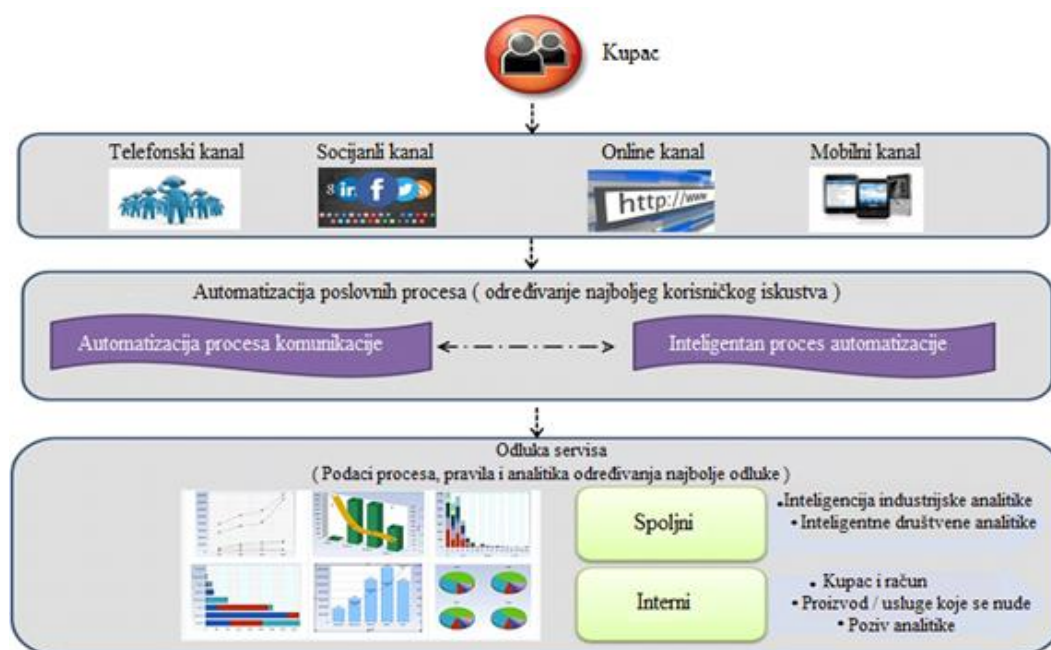 Kupac
Telefonski kanal
Socijanli kanal
Online kanal
Mobilni kanal
8 in f
http://www
Automatizacija poslovnih procesa ( određivanje najboljeg korisničkog iskustva )
Automatizacija procesa komunikacije
Inteligentan proces automatizacije
Odluka servisa
( Podaci procesa, pravila i analitika određivanja najbolje odluke )
Spoljni
•Inteligencija industrijske analitike
• Inteligentne društvene analitike
Interni
• Kupac i račun
• Proizvod / usluge koje se nude
• Poziv analitike